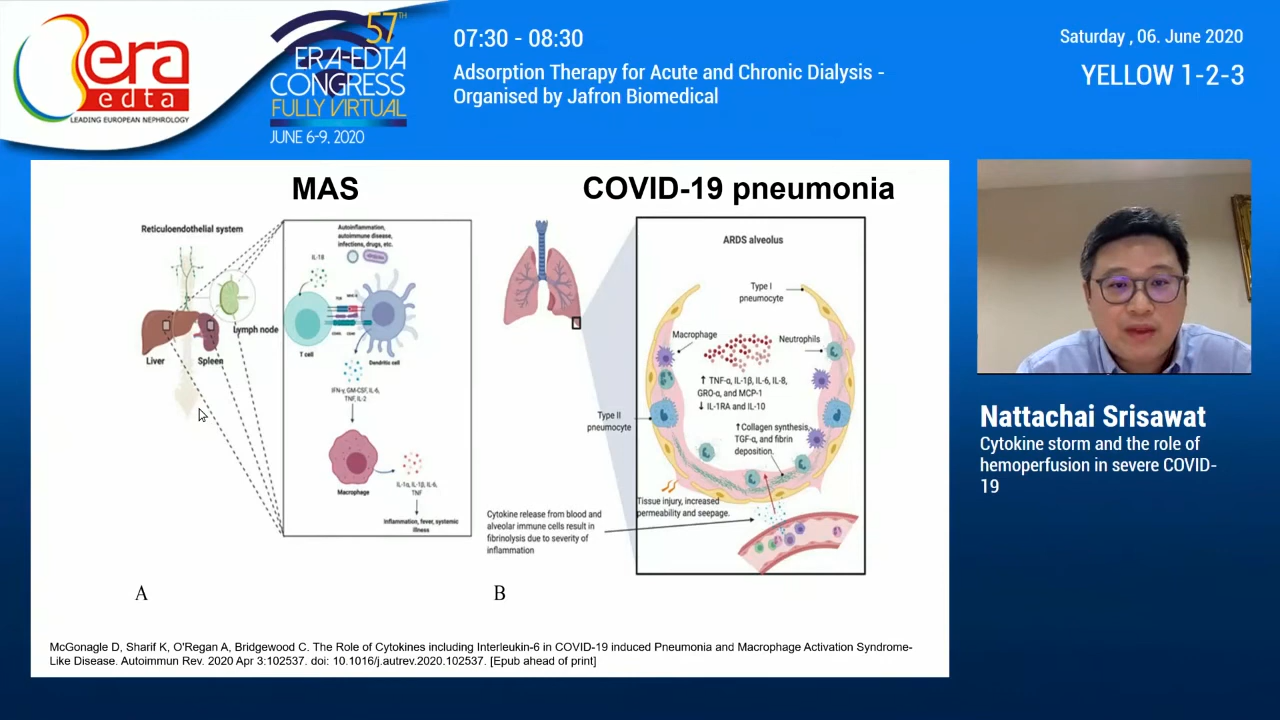 era
edta
LEADING EUROPEAN NEPHROLOGY
57TH
ERA-EDTA
CONGRESS
FULLY VIRTUAL
JUNE 6-9, 2020
07:30 - 08:30
Adsorption Therapy for Acute and Chronic Dialysis -
Organised by Jafron Biomedical
Saturday , 06. June 2020
YELLOW 1-2-3
MAS
Reticuloendothelial system
Lymph node
Liver
Spleen
Autoinflammation,
autoimmune disease,
infections, drugs, etc.
IL-18
T cell
Dendritic cell
IFN-γ, GM-CSF, IL-6,
TNF, IL-2
Macrophage
IL-1α, IL-1β, IL-6,
TNF
Inflammation, fever, systemic
illness
A
COVID-19 pneumonia
ARDS alveolus
Type I
pneumocyte
Macrophage
Neutrophils
↑ TNF-α, IL-1β, IL-6, IL-8,
GRO-α, and MCP-1
↓ IL-1RA and IL-10
Type II
pneumocyte
↑Collagen synthesis,
TGF-α, and fibrin
deposition.
Tissue injury, increased
permeability and seepage.
Cytokine release from blood and
alveolar immune cells result in
fibrinolysis due to severity of
inflammation
B
McGonagle D, Sharif K, O'Regan A, Bridgewood C. The Role of Cytokines including Interleukin-6 in COVID-19 induced Pneumonia and Macrophage Activation Syndrome-
Like Disease. Autoimmun Rev. 2020 Apr 3:102537. doi: 10.1016/j.autrev.2020.102537. [Epub ahead of print]
Nattachai Srisawat
Cytokine storm and the role of
hemoperfusion in severe COVID-
19